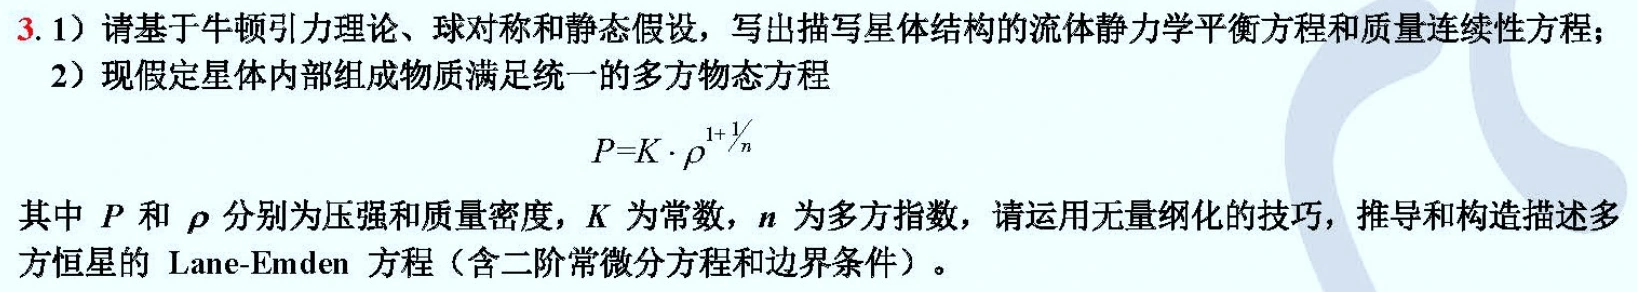 3. 1）请基于牛顿引力理论、球对称和静态假设，写出描写星体结构的流体静力学平衡方程和质量连续性方程；
2）现假定星体内部组成物质满足统一的多方物态方程
P=K·ρ^{1+1/n}
其中 P 和 ρ 分别为压强和质量密度，K 为常数，n 为多方指数，请运用无量纲化的技巧，推导和构造描述多
方恒星的 Lane-Emden 方程（含二阶常微分方程和边界条件）。